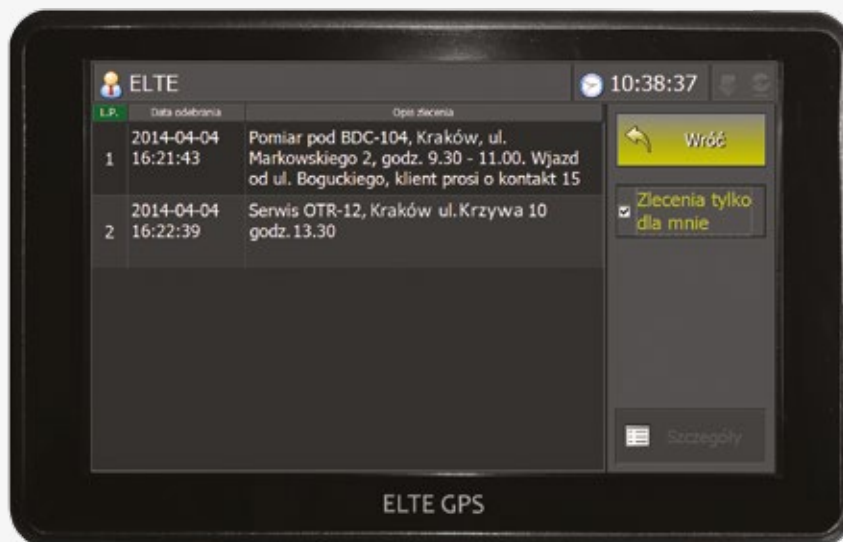 ELTE 10:38:37
L.P. Data odebrania Opis zlecenia
1 2014-04-04 16:21:43 Pomiar pod BDC-104, Kraków, ul.
Markowskiego 2, godz. 9.30 - 11.00. Wjazd
od ul. Boguckiego, klient prosi o kontakt 15
2 2014-04-04 16:22:39 Serwis OTR-12, Kraków ul.Krzywa 10
godz.13.30
Wróć
Zlecenia tylko
dla mnie
Szczegóły
ELTE GPS